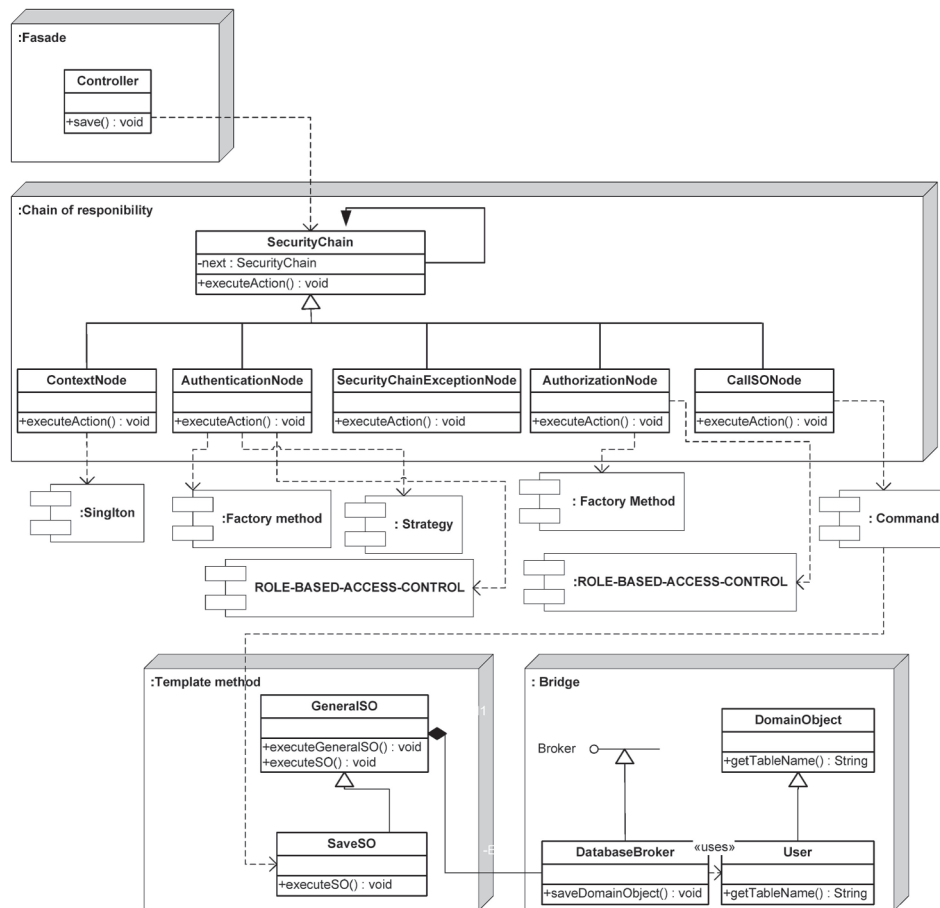 :Fasade
Controller
+save() : void
:Chain of responibility
SecurityChain
-next : SecurityChain
+executeAction() : void
ContextNode
+executeAction() : void
AuthenticationNode
+executeAction() : void
SecurityChainExceptionNode
+executeAction() : void
AuthorizationNode
+executeAction() : void
CallSONode
+executeAction() : void
:Singlton
:Factory method
: Strategy
: Factory Method
: Command
ROLE-BASED-ACCESS-CONTROL
:ROLE-BASED-ACCESS-CONTROL
:Template method
GeneralSO
+executeGeneralSO() : void
+executeSO() : void
SaveSO
+executeSO() : void
: Bridge
Broker
DomainObject
+getTableName() : String
DatabaseBroker
+saveDomainObject() : void
«uses»
User
+getTableName() : String